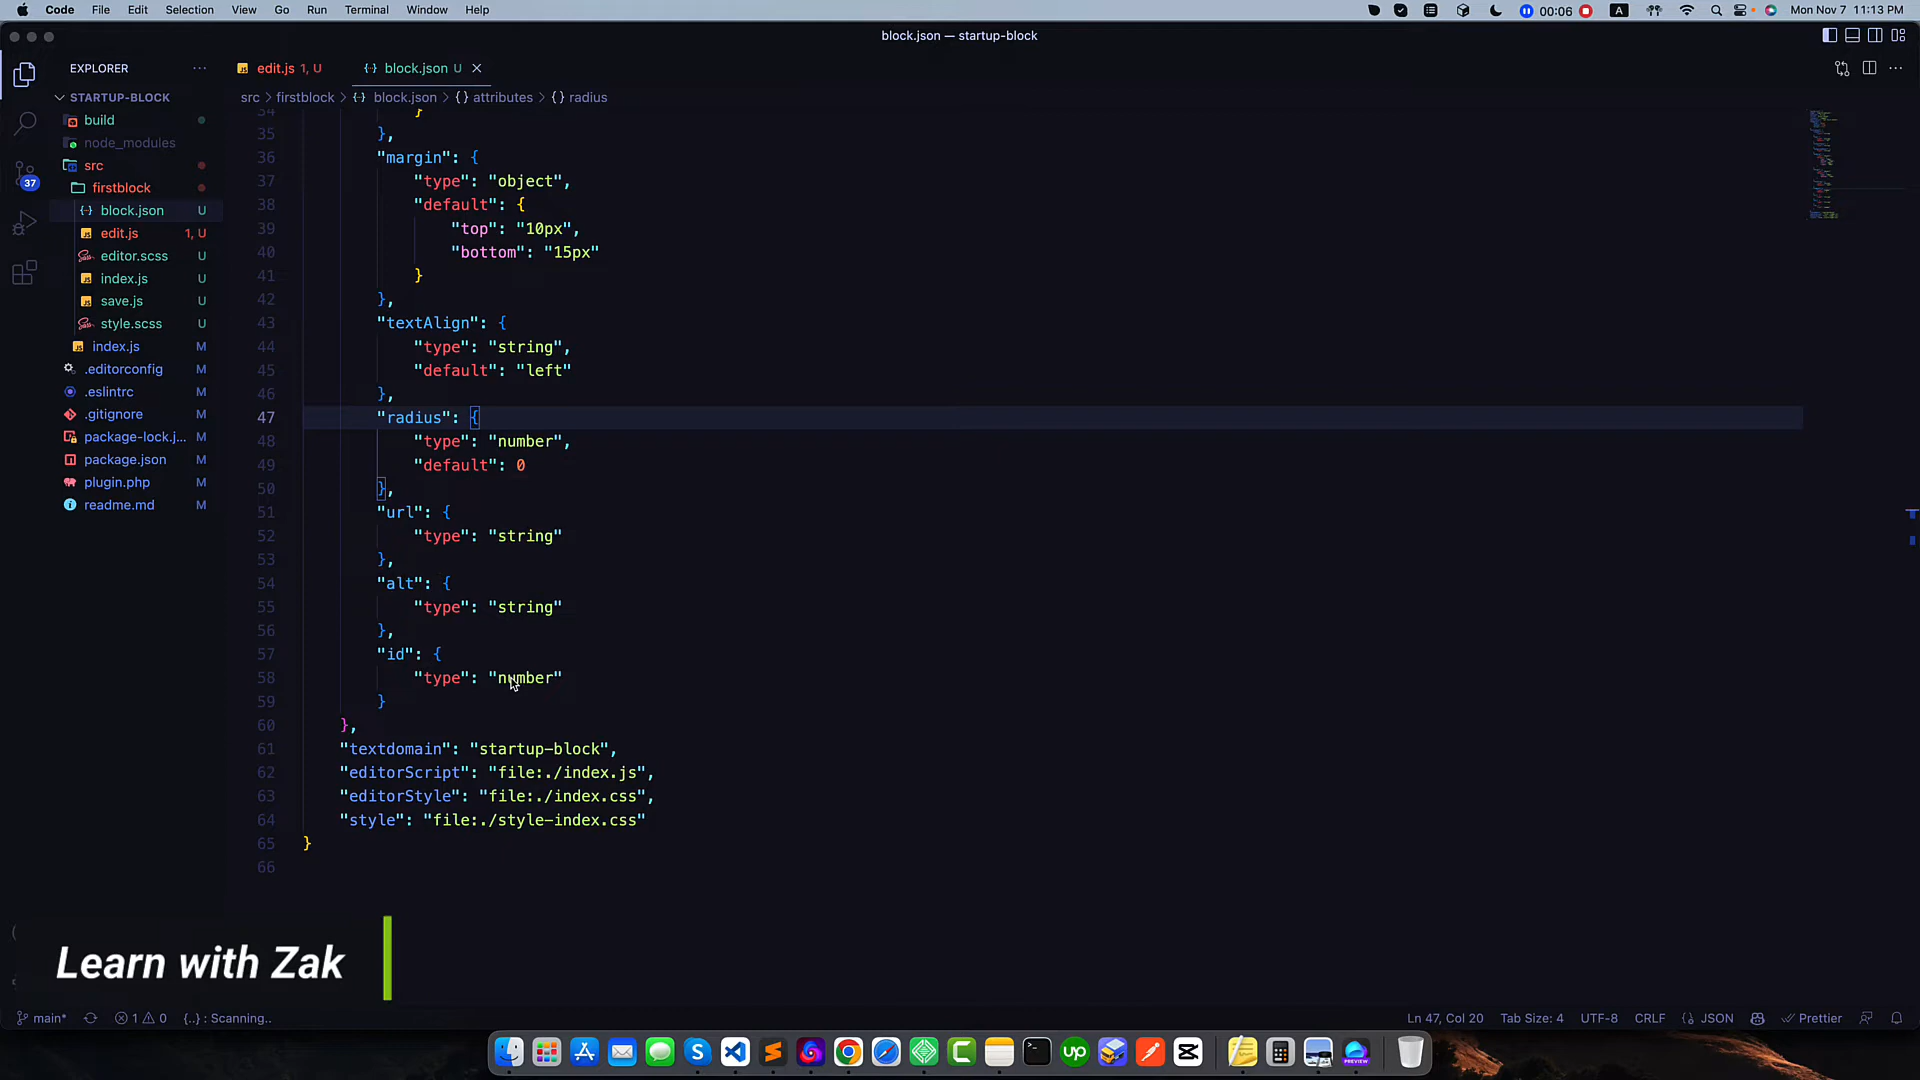 Code File Edit Selection View Go Run Terminal Window Help 00:06 A Mon Nov 7 11:13 PM
block.json — startup-block
EXPLORER ... edit.js 1, U block.json U
STARTUP-BLOCK src > firstblock > block.json > {} attributes > {} radius
build
node_modules
src
firstblock
block.json U
edit.js 1, U
editor.scss U
index.js U
save.js U
style.scss U
index.js M
.editorconfig M
.eslintrc M
.gitignore M
package-lock.j... M
package.json M
plugin.php M
readme.md M
37
34 }
35 },
36 "margin": {
37 "type": "object",
38 "default": {
39 "top": "10px",
40 "bottom": "15px"
41 }
42 },
43 "textAlign": {
44 "type": "string",
45 "default": "left"
46 },
47 "radius": {
48 "type": "number",
49 "default": 0
50 },
51 "url": {
52 "type": "string"
53 },
54 "alt": {
55 "type": "string"
56 },
57 "id": {
58 "type": "number"
59 }
60 },
61 "textdomain": "startup-block",
62 "editorScript": "file:./index.js",
63 "editorStyle": "file:./index.css",
64 "style": "file:./style-index.css"
65 }
66
Learn with Zak
main* 1 0 {..} : Scanning.. Ln 47, Col 20 Tab Size: 4 UTF-8 CRLF {} JSON Prettier
up
PREVIEW